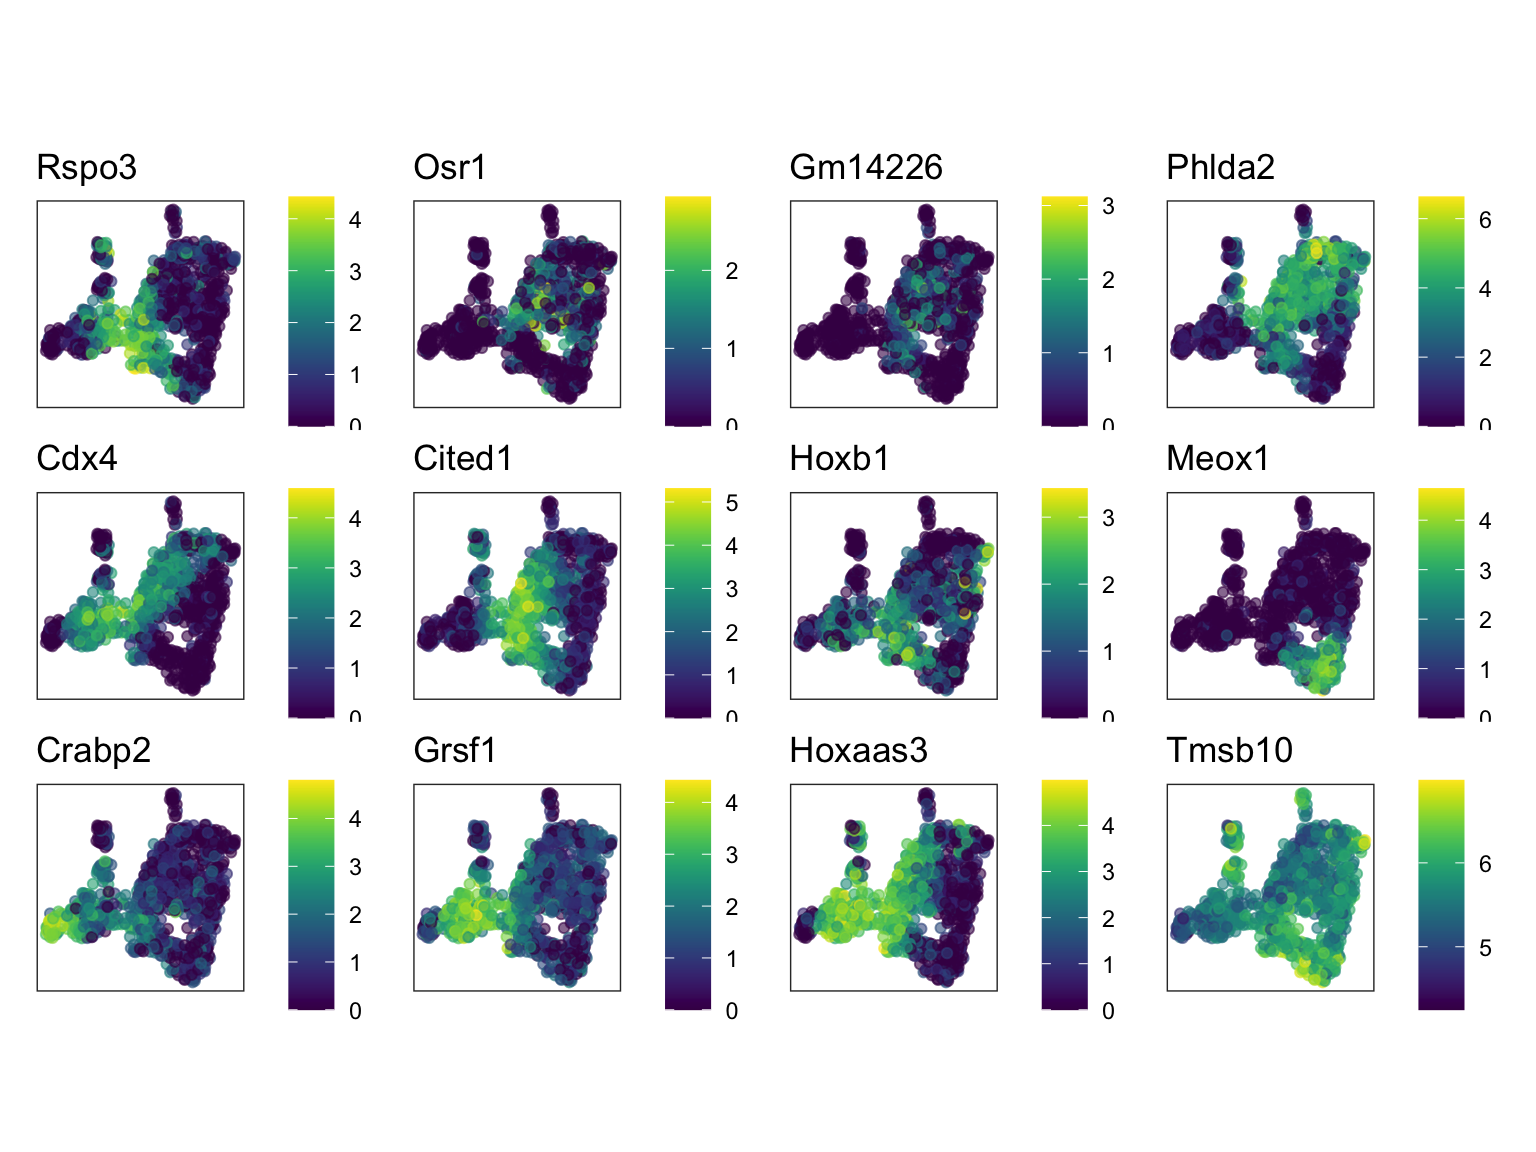 Rspo3 Osr1 Gm14226 Phlda2
4 3 2 1 0
2 1 0
3 2 1 0
6 4 2 0
Cdx4 Cited1 Hoxb1 Meox1
4 3 2 1 0
5 4 3 2 1 0
3 2 1 0
4 3 2 1 0
Crabp2 Grsf1 Hoxaas3 Tmsb10
4 3 2 1 0
4 3 2 1 0
4 3 2 1 0
6 5